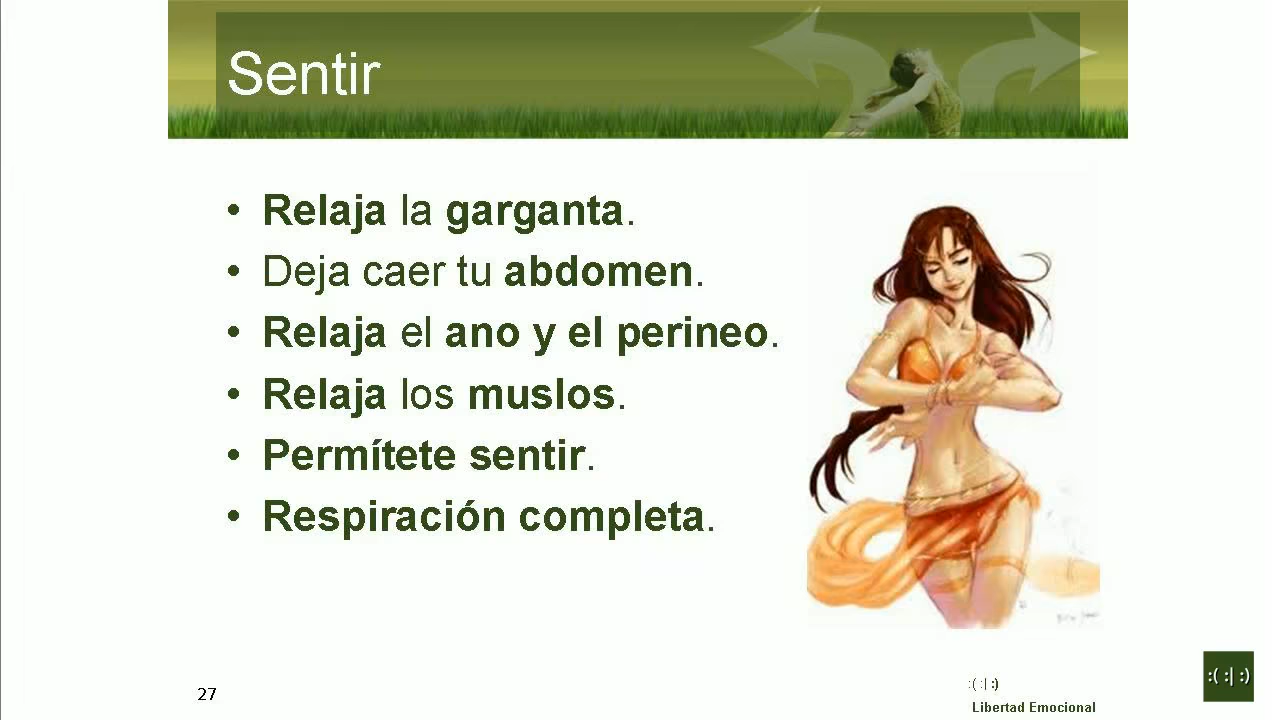 Sentir
• Relaja la garganta.
• Deja caer tu abdomen.
• Relaja el ano y el perineo.
• Relaja los muslos.
• Permítete sentir.
• Respiración completa.
27
:( :| :)
Libertad Emocional
:( :| :)